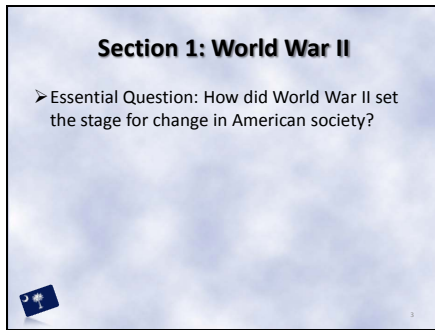 Section 1: World War II
➢Essential Question: How did World War II set
the stage for change in American society?
3